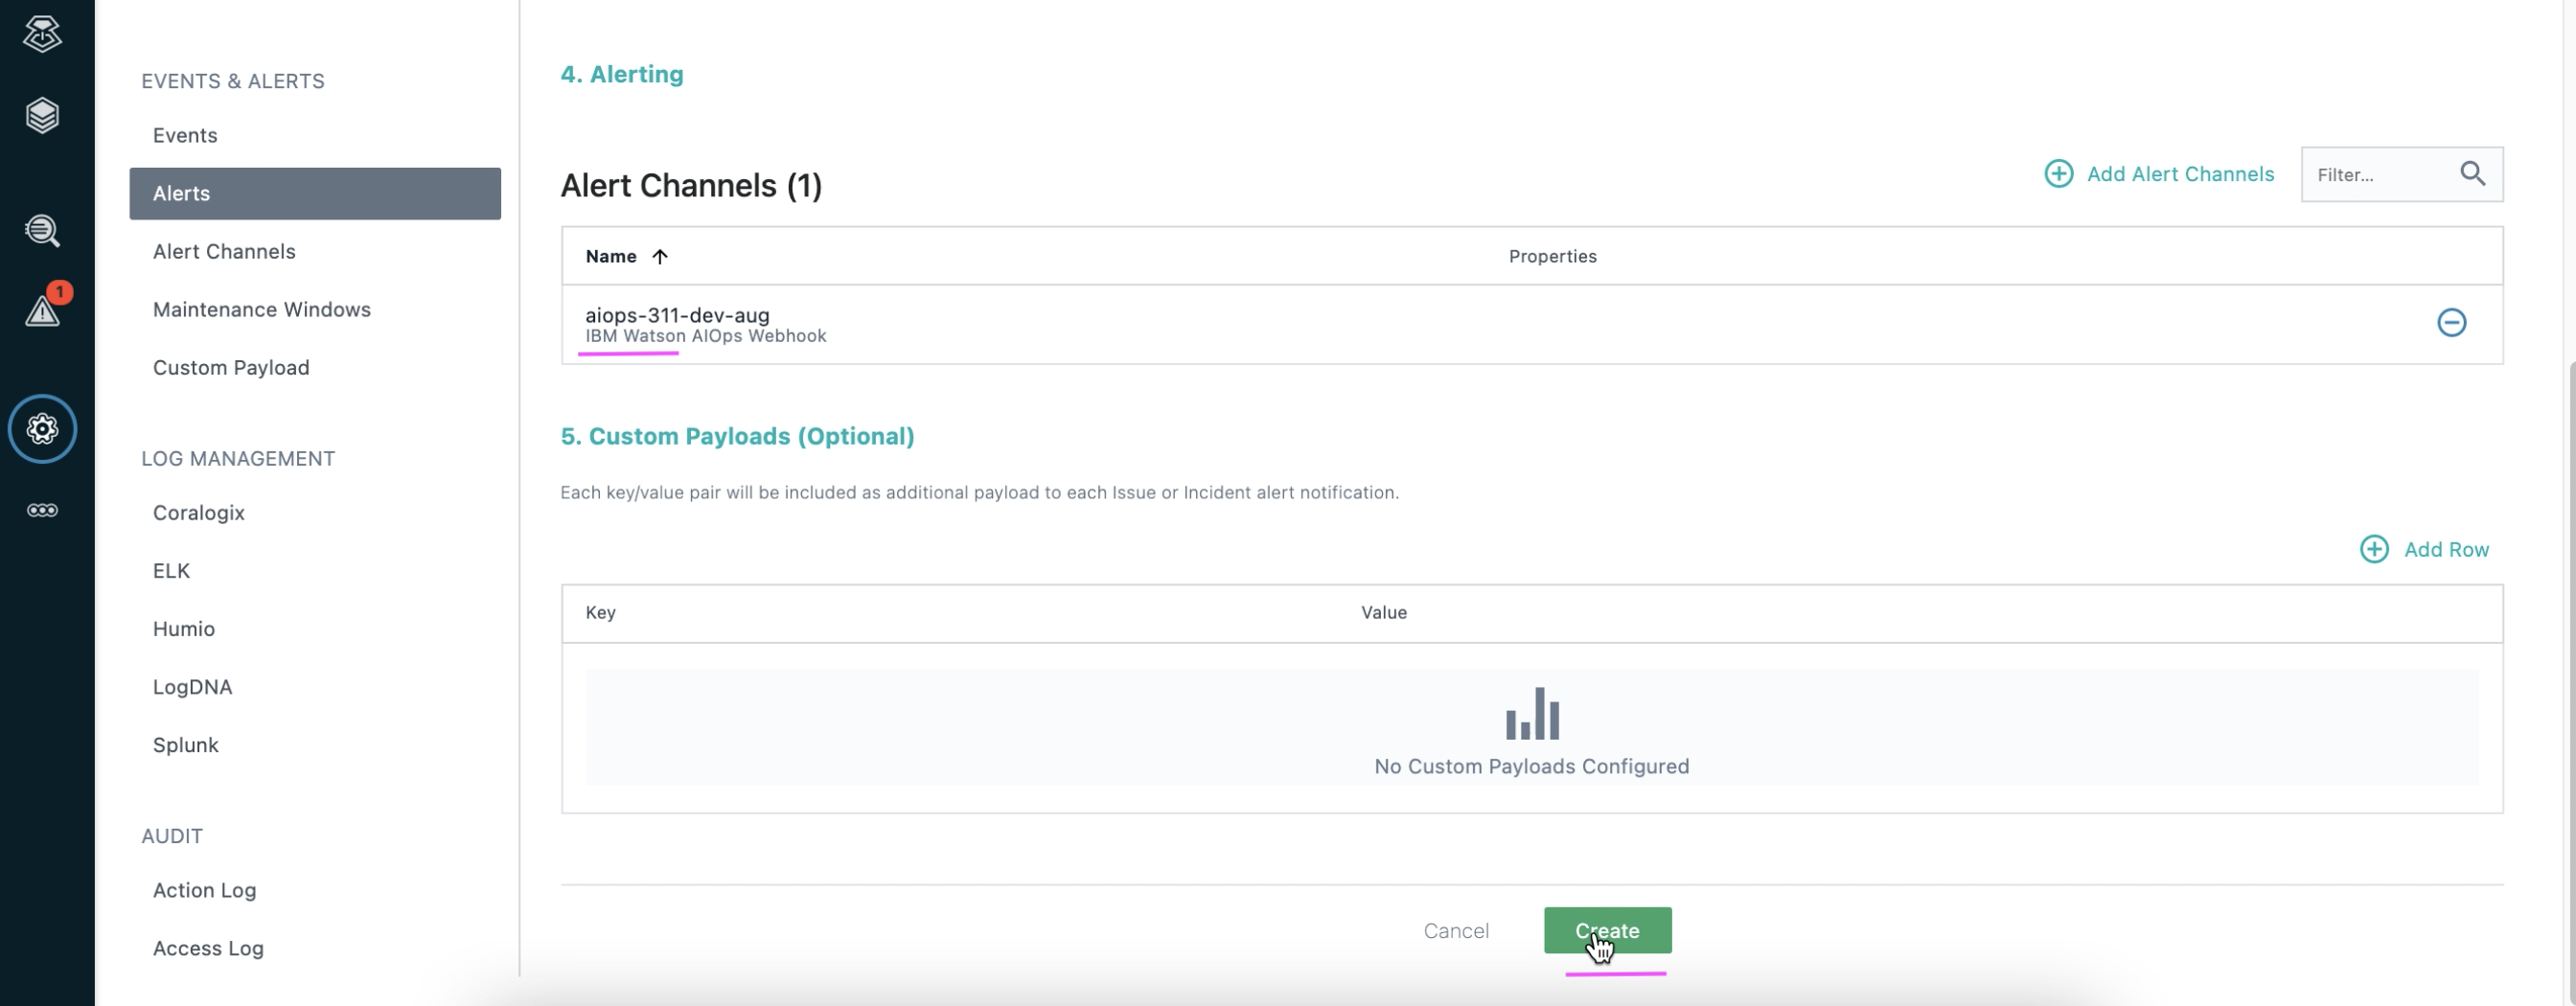 1
EVENTS & ALERTS
Events
Alerts
Alert Channels
Maintenance Windows
Custom Payload
LOG MANAGEMENT
Coralogix
ELK
Humio
LogDNA
Splunk
AUDIT
Action Log
Access Log
4. Alerting
Alert Channels (1)
Add Alert Channels
Filter...
Name Properties
aiops-311-dev-aug
IBM Watson AIOps Webhook
5. Custom Payloads (Optional)
Each key/value pair will be included as additional payload to each Issue or Incident alert notification.
Add Row
Key Value
No Custom Payloads Configured
Cancel Create